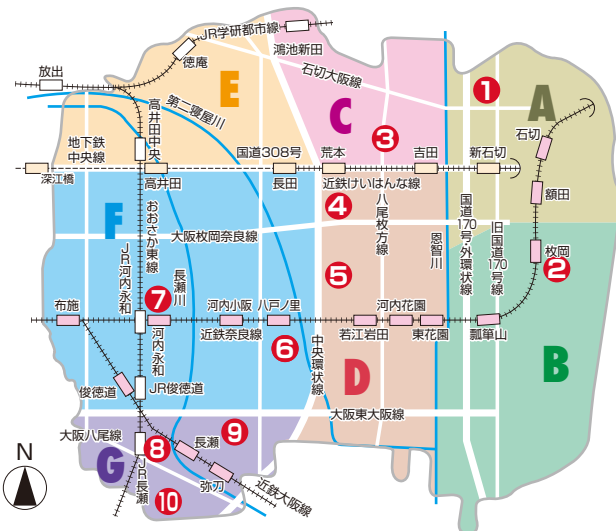 JR学研都市線
鴻池新田
徳庵
放出
石切大阪線
E
C
A
①
③
第二寝屋川
高井田中央
地下鉄
中央線
国道308号
荒本
吉田
新石切
石切
深江橋
高井田
長田
近鉄けいはんな線
額田
④
F
おおさか東線
大阪枚岡奈良線
八尾枚方線
恩智川
国道170号・外環状線
旧国道170号線
枚岡
②
JR河内永和
長瀬川
⑤
布施
⑦
河内小阪
八戸ノ里
河内花園
河内永和
近鉄奈良線
⑥
中央環状線
若江岩田
東花園
瓢箪山
D
B
俊徳道
JR俊徳道
大阪東大阪線
大阪八尾線
⑨
G
⑧
長瀬
JR長瀬
弥刀
近鉄大阪線
⑩
N